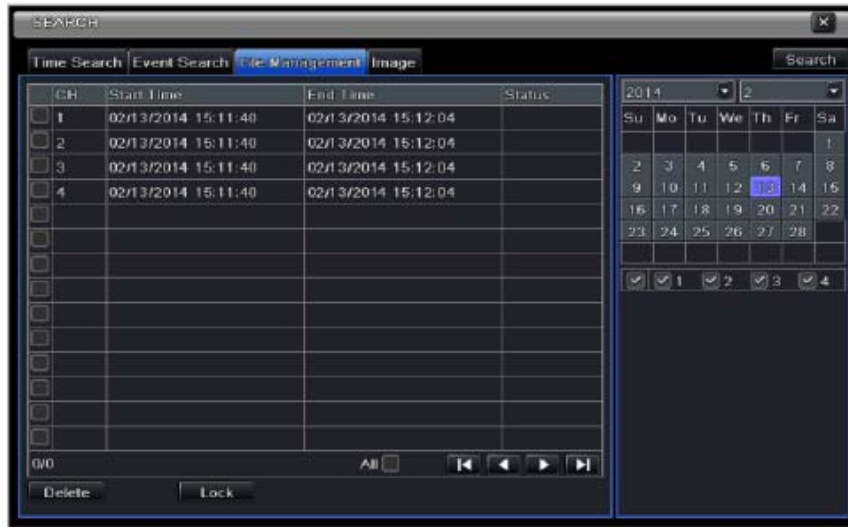 SEARCH
Time Search Event Search File Management Image Search
CH Start Time End Time Status
1 02/13/2014 15:11:40 02/13/2014 15:12:04
2 02/13/2014 15:11:40 02/13/2014 15:12:04
3 02/13/2014 15:11:40 02/13/2014 15:12:04
4 02/13/2014 15:11:40 02/13/2014 15:12:04
0/0 All
Delete Lock
2014 2
Su Mo Tu We Th Fr Sa
1
2 3 4 5 6 7 8
9 10 11 12 13 14 15
16 17 18 19 20 21 22
23 24 25 26 27 28
1 2 3 4